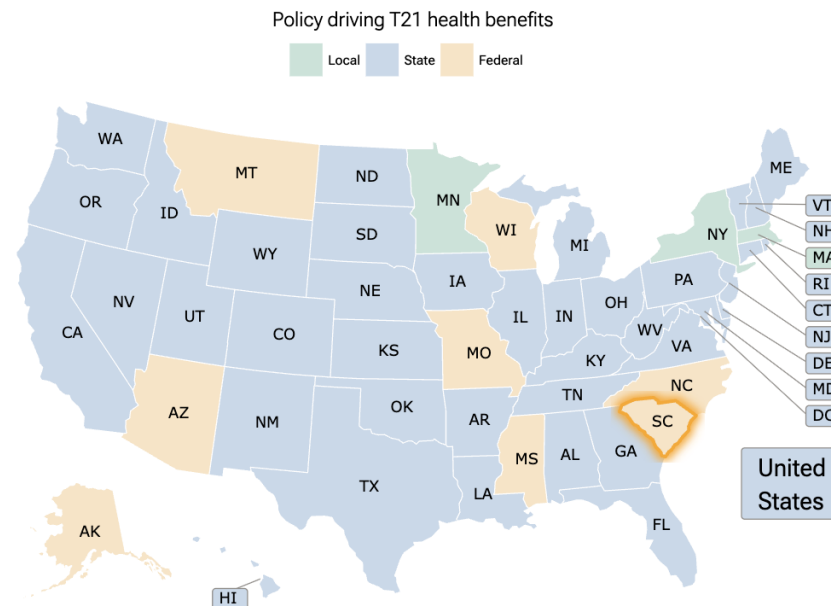 Policy driving T21 health benefits
Local State Federal
WA
ME
MT
ND
OR
MN
VT
ID
SD
WI
NY
NH
MI
WY
MA
IA
PA
RI
NE
NV
OH
CT
UT
IL
IN
CO
WV
NJ
CA
VA
KS
MO
KY
DE
NC
MD
TN
OK
AZ
AR
SC
DC
NM
GA
MS
AL
United
States
TX
LA
FL
AK
HI